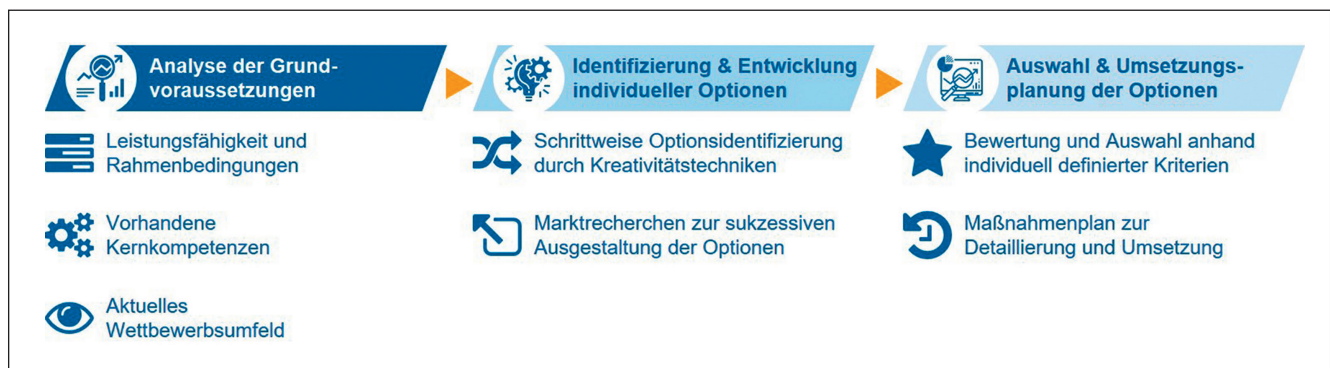 Analyse der Grund-
voraussetzungen
Leistungsfähigkeit und
Rahmenbedingungen
Vorhandene
Kernkompetenzen
Aktuelles
Wettbewerbsumfeld
Identifizierung & Entwicklung
individueller Optionen
Schrittweise Optionsidentifizierung
durch Kreativitätstechniken
Marktrecherchen zur sukzessiven
Ausgestaltung der Optionen
Auswahl & Umsetzungs-
planung der Optionen
Bewertung und Auswahl anhand
individuell definierter Kriterien
Maßnahmenplan zur
Detaillierung und Umsetzung